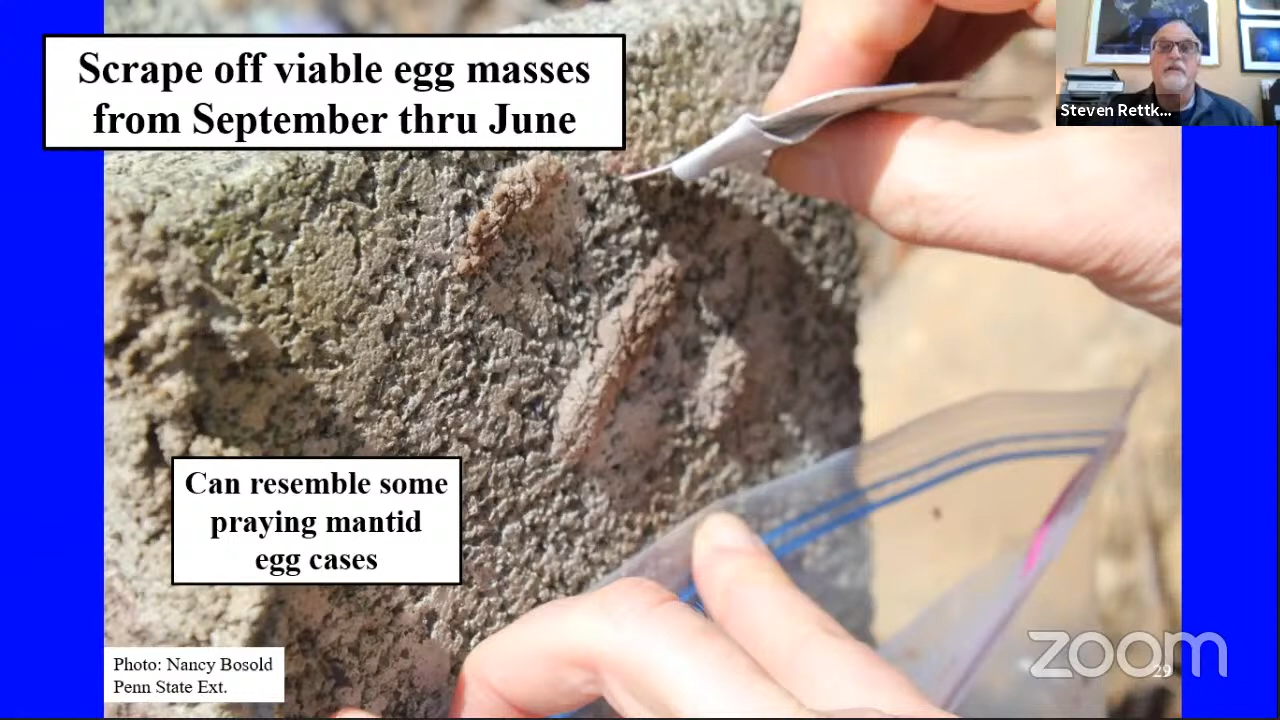 Scrape off viable egg masses
from September thru June
Steven Rettk...
Can resemble some
praying mantid
egg cases
Photo: Nancy Bosold
Penn State Ext.
zoom
29